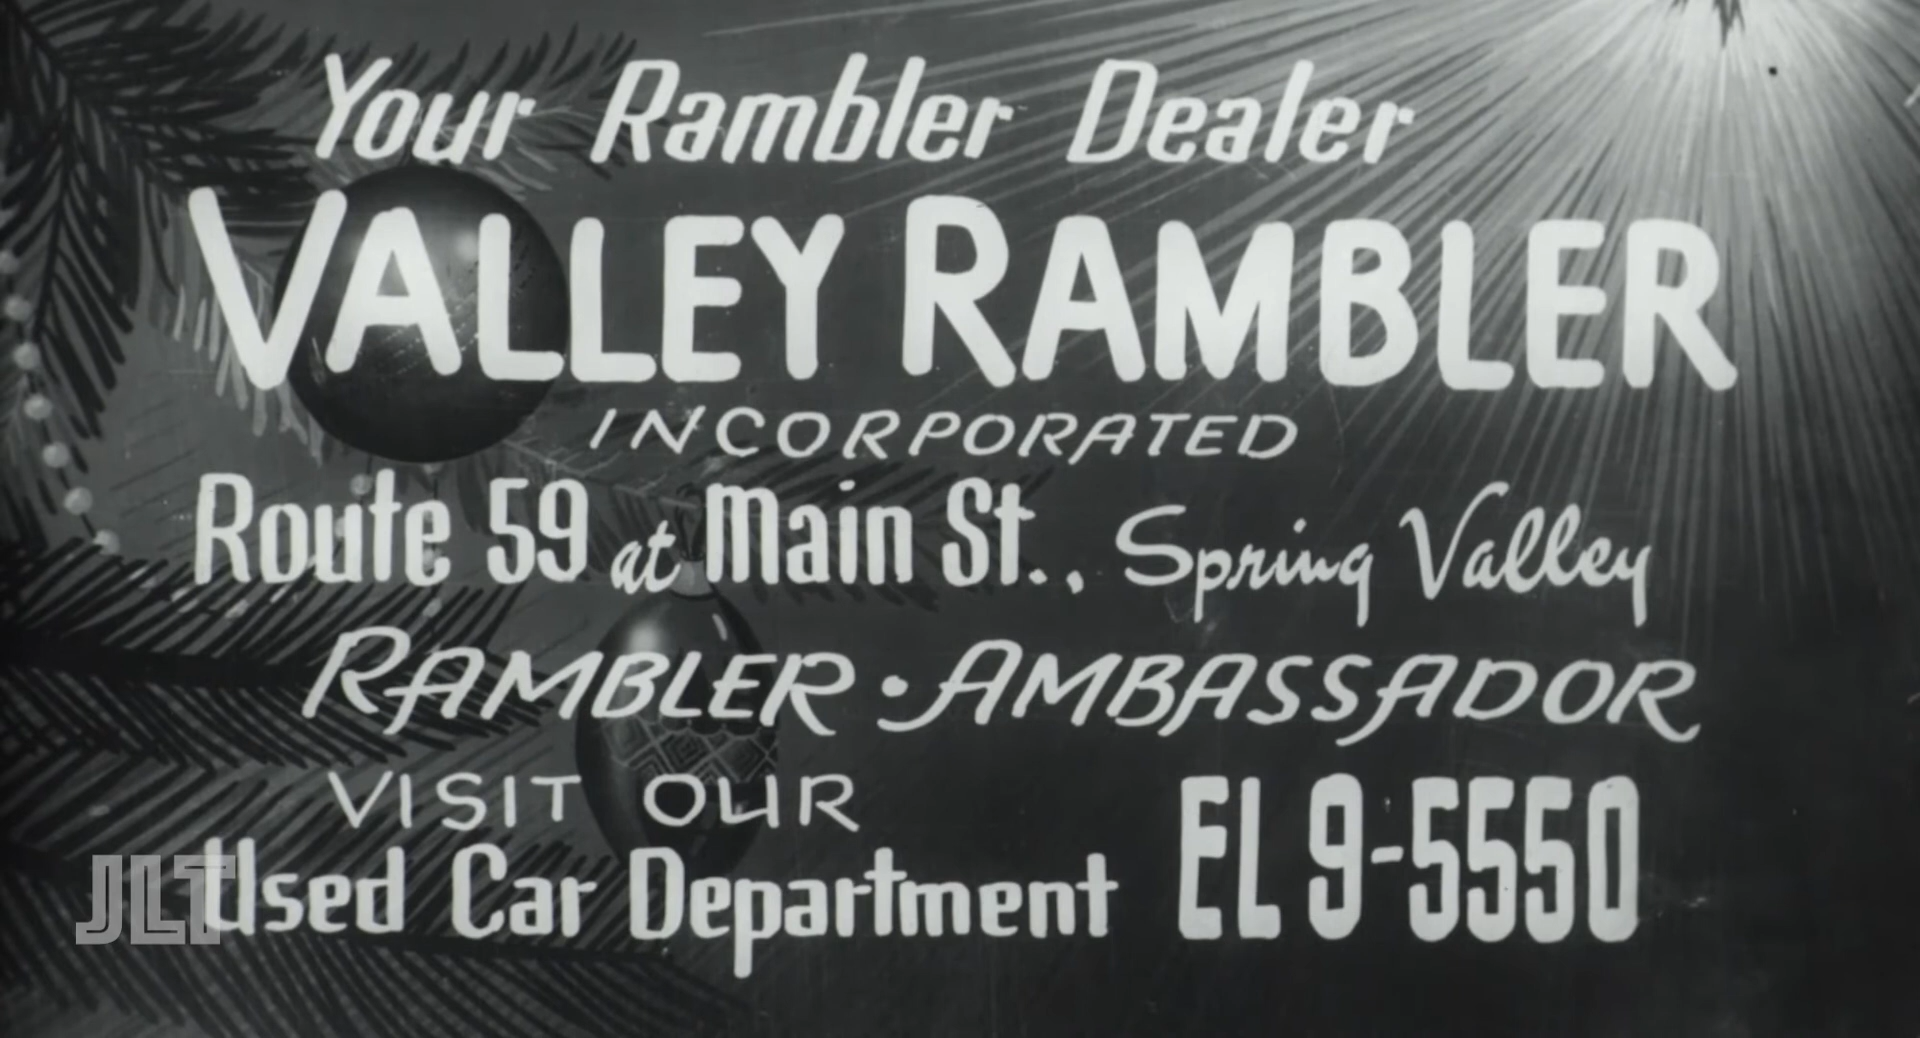 Your Rambler Dealer
VALLEY RAMBLER
INCORPORATED
Route 59 at Main St., Spring Valley
RAMBLER • AMBASSADOR
VISIT OUR
Used Car Department
EL 9-5550
JLT